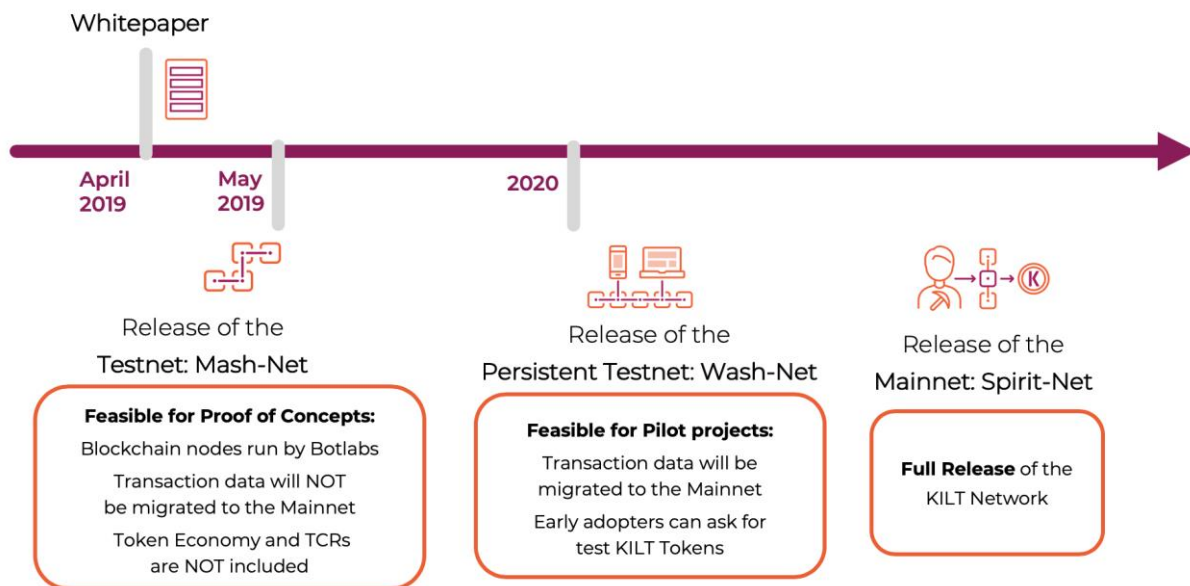 Whitepaper
April
2019
May
2019
2020
Release of the
Testnet: Mash-Net
Feasible for Proof of Concepts:
Blockchain nodes run by Botlabs
Transaction data will NOT
be migrated to the Mainnet
Token Economy and TCRs
are NOT included
Release of the
Persistent Testnet: Wash-Net
Feasible for Pilot projects:
Transaction data will be
migrated to the Mainnet
Early adopters can ask for
test KILT Tokens
K
Release of the
Mainnet: Spirit-Net
Full Release of the
KILT Network